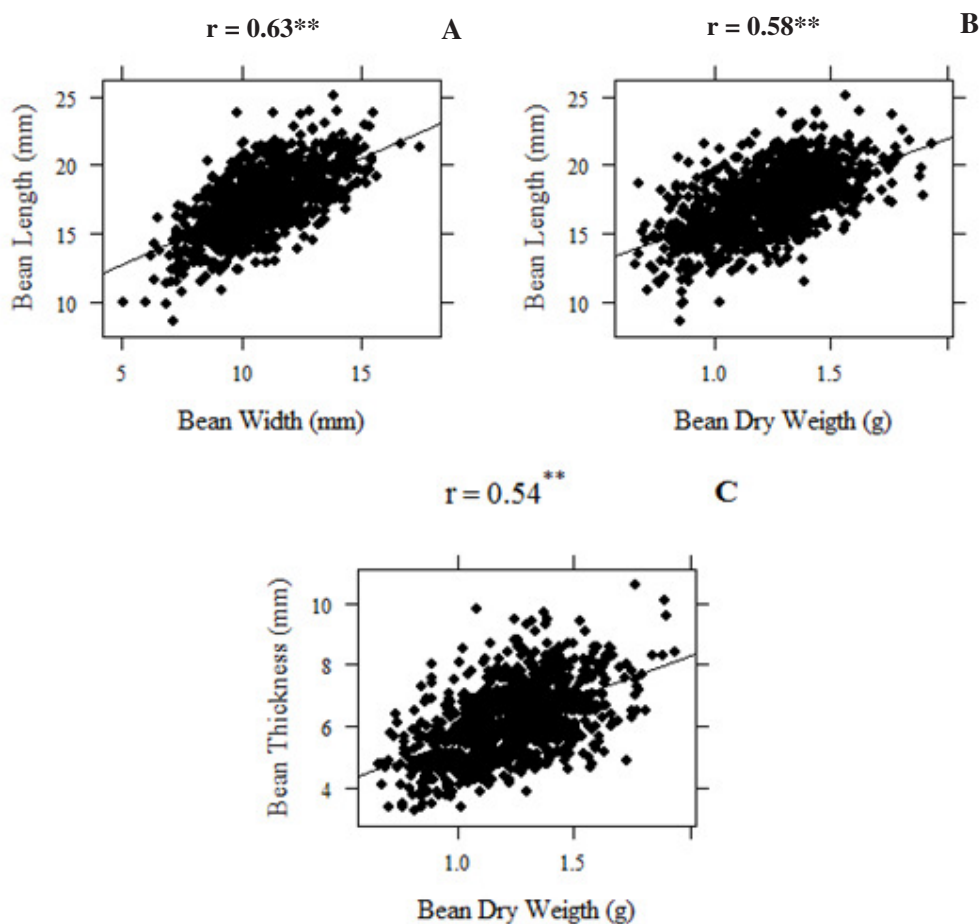 r = 0.63** A
Bean Length (mm)
25
20
15
10
5 10 15
Bean Width (mm)
r = 0.58** B
Bean Length (mm)
25
20
15
10
1.0 1.5
Bean Dry Weigth (g)
r = 0.54** C
Bean Thickness (mm)
10
8
6
4
1.0 1.5
Bean Dry Weigth (g)